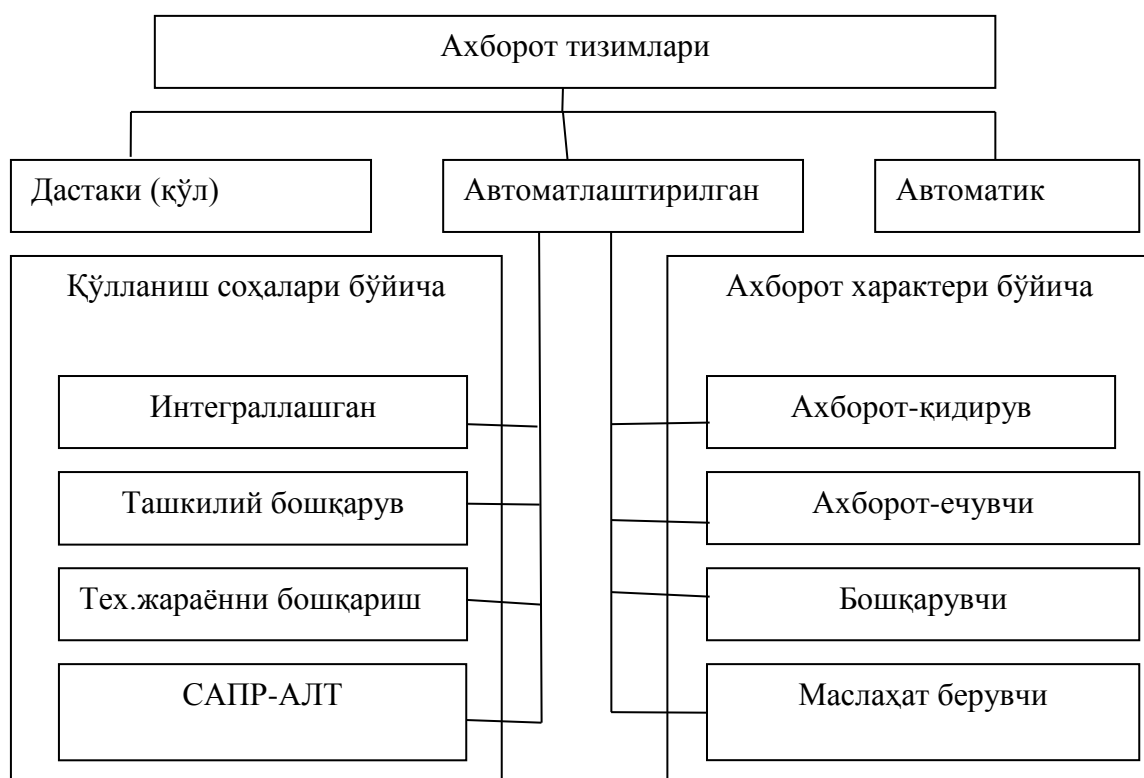 Ахборот тизимлари
Дастаки (қўл)
Автоматлаштирилган
Автоматик
Қўлланиш соҳалари бўйича
Ахборот характери бўйича
Интеграллашган
Ахборот-қидирув
Ташкилий бошқарув
Ахборот-ечувчи
Тех.жараённи бошқариш
Бошқарувчи
САПР-АЛТ
Маслаҳат берувчи